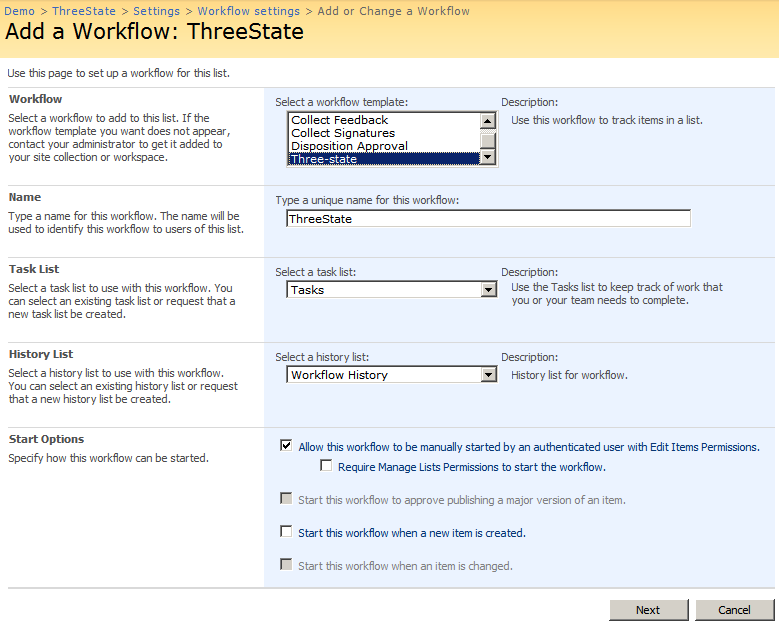 Demo > ThreeState > Settings > Workflow settings > Add or Change a Workflow
Add a Workflow: ThreeState
Use this page to set up a workflow for this list.
Workflow
Select a workflow to add to this list. If the
workflow template you want does not appear,
contact your administrator to get it added to
your site collection or workspace.
Select a workflow template:
Collect Feedback
Collect Signatures
Disposition Approval
Three-state
Description:
Use this workflow to track items in a list.
Name
Type a name for this workflow. The name will be
used to identify this workflow to users of this list.
Type a unique name for this workflow:
ThreeState
Task List
Select a task list to use with this workflow. You
can select an existing task list or request that a
new task list be created.
Select a task list:
Tasks
Description:
Use the Tasks list to keep track of work that
you or your team needs to complete.
History List
Select a history list to use with this workflow.
You can select an existing history list or request
that a new history list be created.
Select a history list:
Workflow History
Description:
History list for workflow.
Start Options
Specify how this workflow can be started.
Allow this workflow to be manually started by an authenticated user with Edit Items Permissions.
Require Manage Lists Permissions to start the workflow.
Start this workflow to approve publishing a major version of an item.
Start this workflow when a new item is created.
Start this workflow when an item is changed.
Next
Cancel